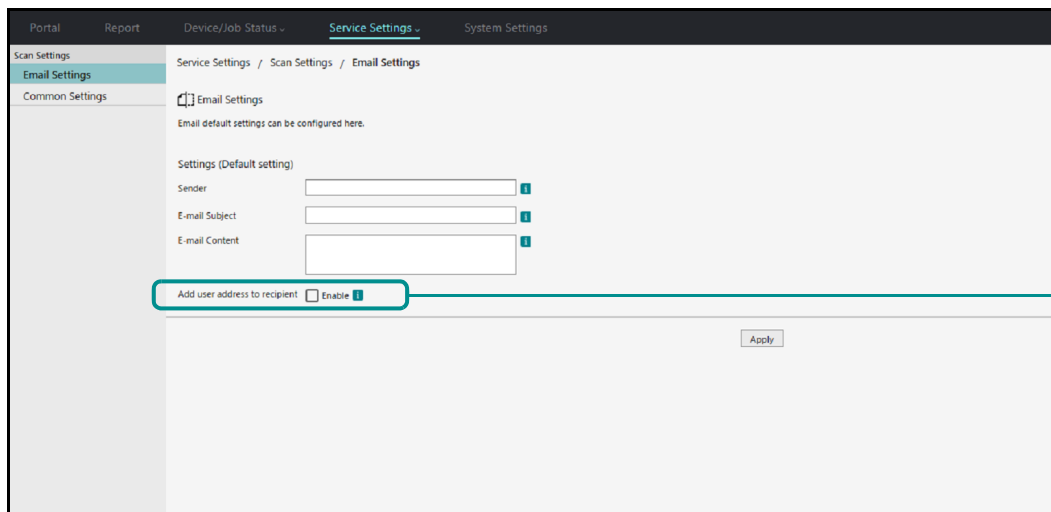 Portal Report Device/Job Status Service Settings System Settings
Scan Settings
Email Settings
Common Settings
Service Settings / Scan Settings / Email Settings
Email Settings
Email default settings can be configured here.
Settings (Default setting)
Sender
E-mail Subject
E-mail Content
Add user address to recipient Enable
Apply